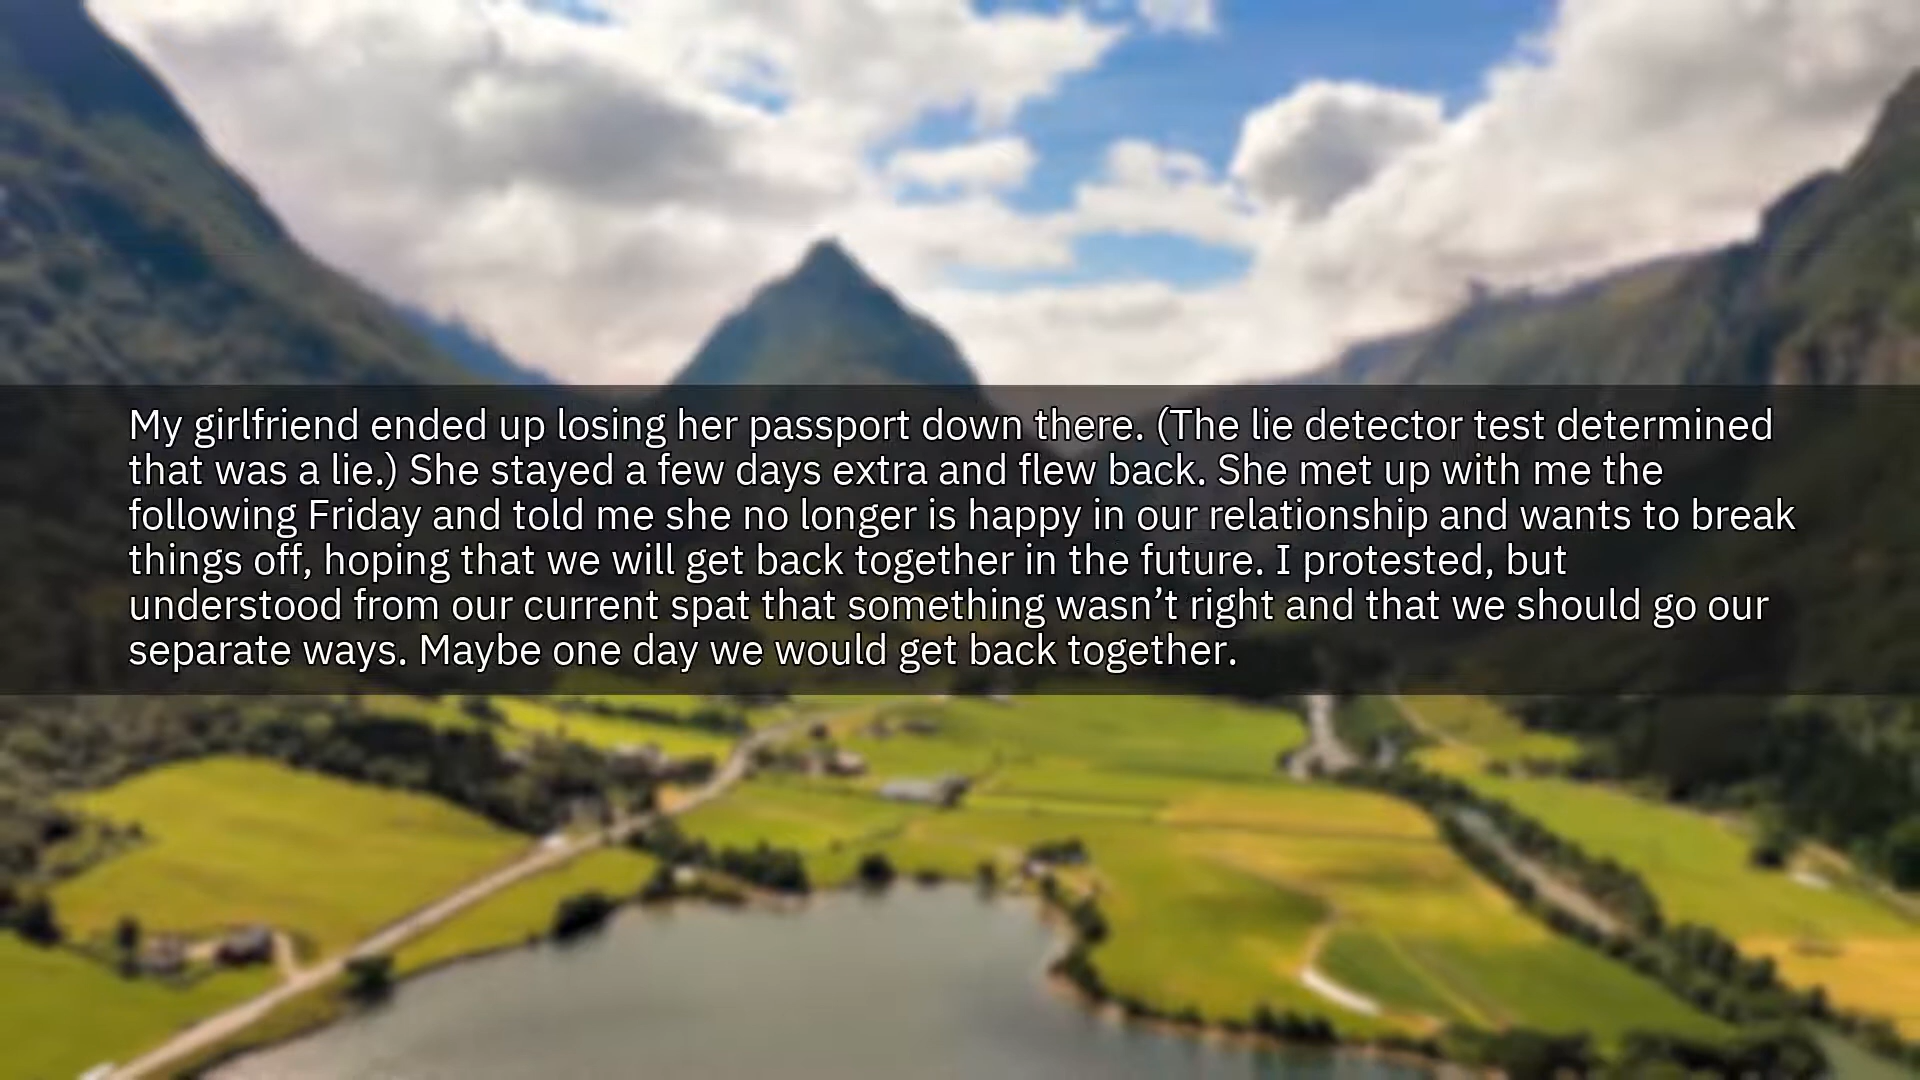 My girlfriend ended up losing her passport down there. (The lie detector test determined
that was a lie.) She stayed a few days extra and flew back. She met up with me the
following Friday and told me she no longer is happy in our relationship and wants to break
things off, hoping that we will get back together in the future. I protested, but
understood from our current spat that something wasn’t right and that we should go our
separate ways. Maybe one day we would get back together.